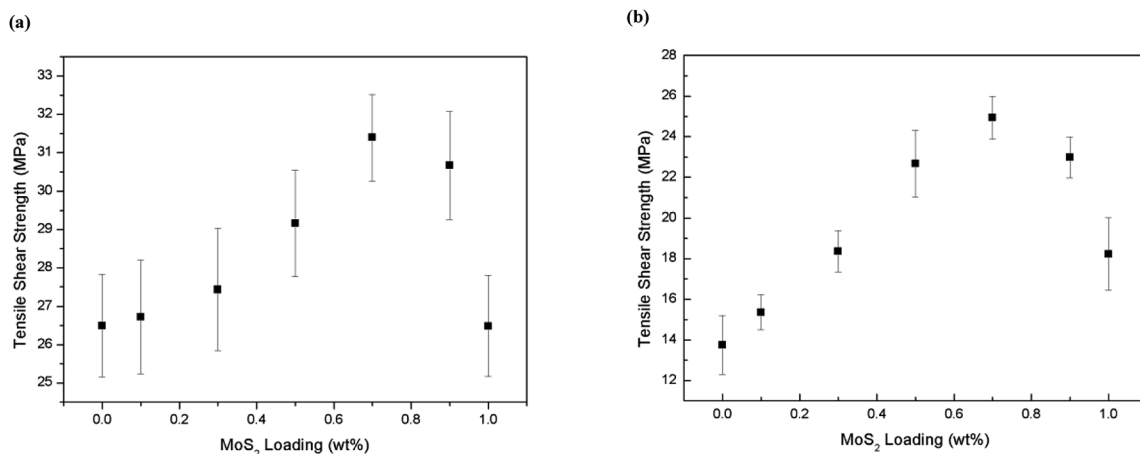 (a)
33
32
31
30
29
28
27
26
25
Tensile Shear Strength (MPa)
0.0 0.2 0.4 0.6 0.8 1.0
MoS2 Loading (wt%)
(b)
28
26
24
22
20
18
16
14
12
Tensile Shear Strength (MPa)
0.0 0.2 0.4 0.6 0.8 1.0
MoS2 Loading (wt%)